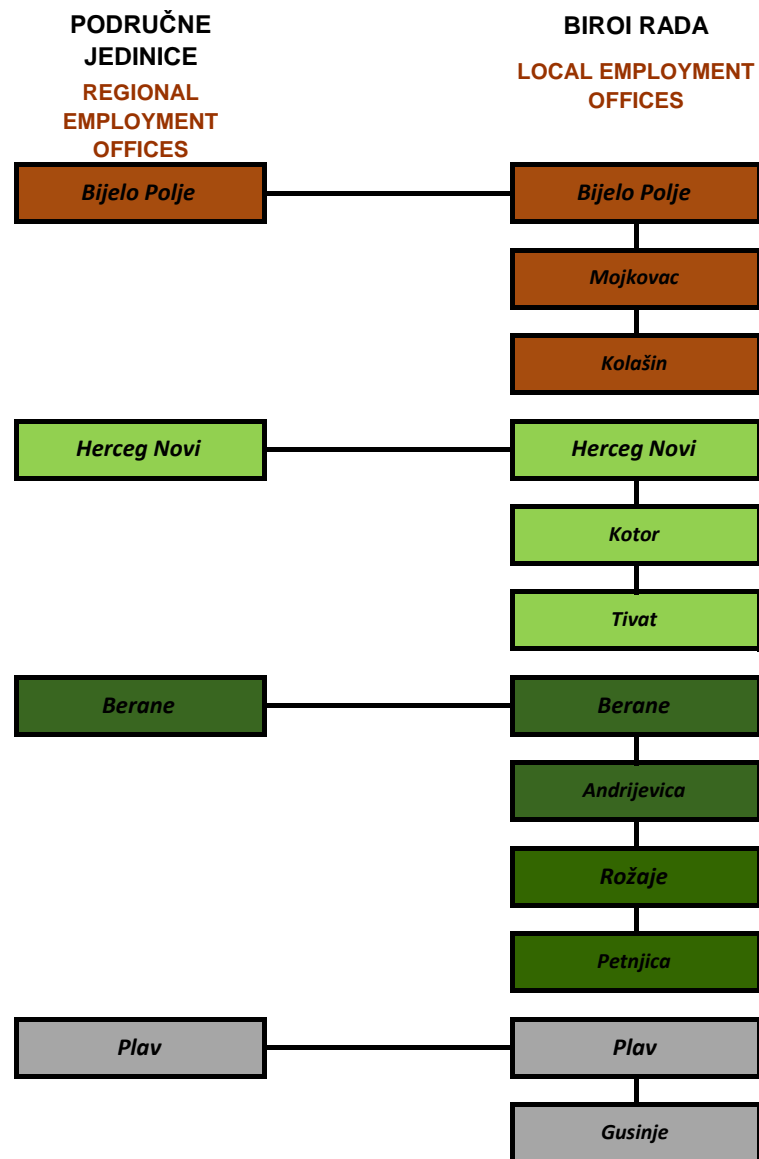 PODRUČNE
JEDINICE
REGIONAL
EMPLOYMENT
OFFICES
BIROI RADA
LOCAL EMPLOYMENT
OFFICES
Bijelo Polje
Bijelo Polje
Mojkovac
Kolašin
Herceg Novi
Herceg Novi
Kotor
Tivat
Berane
Berane
Andrijevica
Rožaje
Petnjica
Plav
Plav
Gusinje